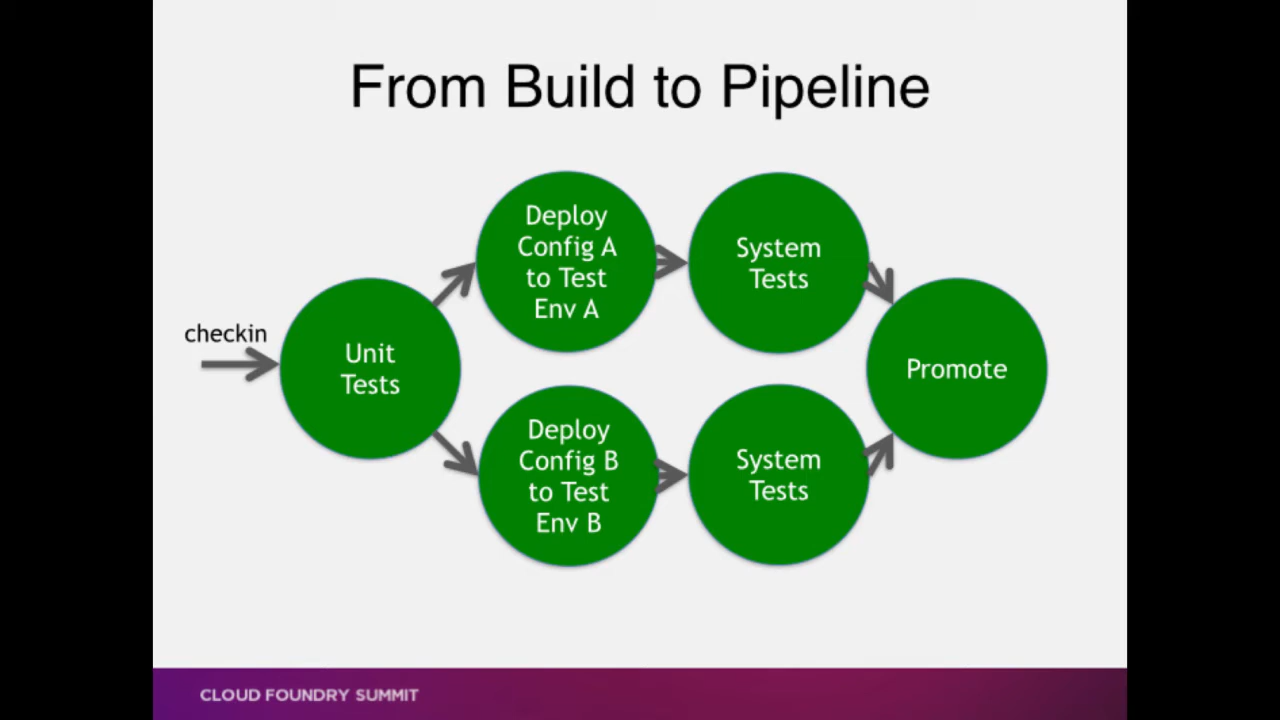 From Build to Pipeline
checkin
Unit
Tests
Deploy
Config A
to Test
Env A
System
Tests
Deploy
Config B
to Test
Env B
System
Tests
Promote
CLOUD FOUNDRY SUMMIT